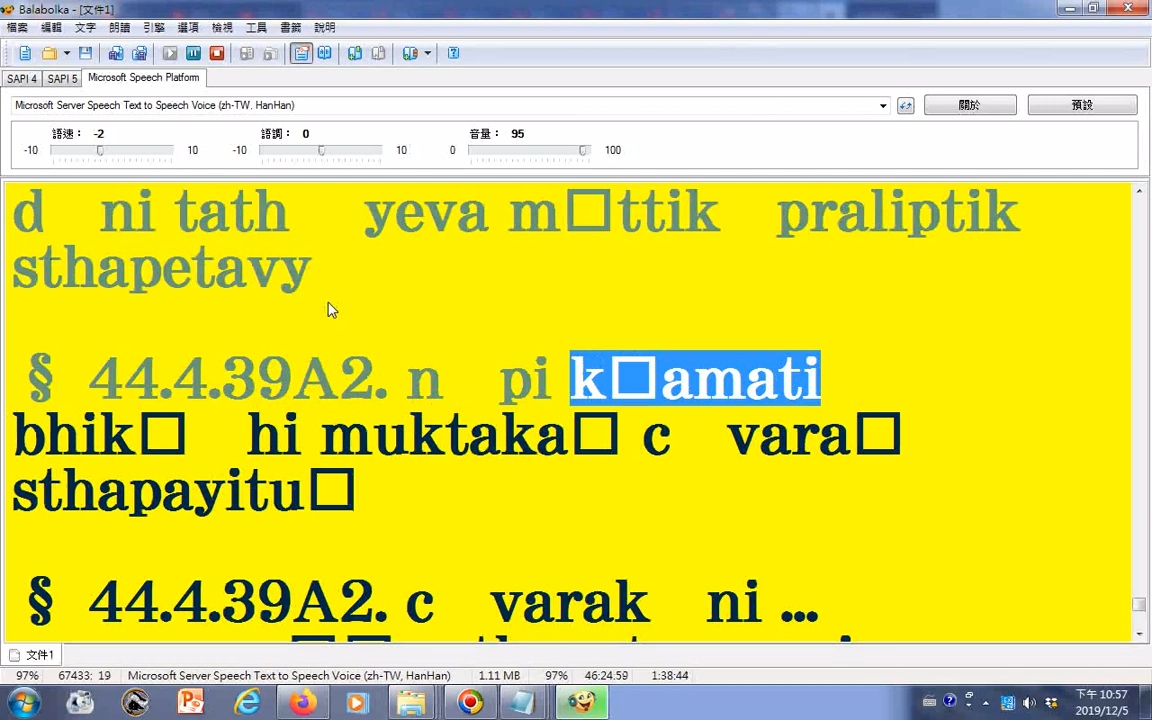 Balabolka - [文件1]
檔案 編輯 文字 朗讀 引擎 選項 檢視 工具 書籤 說明
SAPI 4 SAPI 5 Microsoft Speech Platform
Microsoft Server Speech Text to Speech Voice (zh-TW, HanHan) 關於 預設
語速： -2 語調： 0 音量： 95
-10 10 -10 10 0 100
d ni tath yeva m□ttik praliptik
sthapetavy
§ 44.4.39A2. n pi k□amati
bhik□ hi muktaka□ c vara□
sthapayitu□
§ 44.4.39A2. c varak ni ...
文件1
97% 67433: 19 Microsoft Server Speech Text to Speech Voice (zh-TW, HanHan) 1.11 MB 97% 46:24:59 1:38:44
下午 10:57
2019/12/5